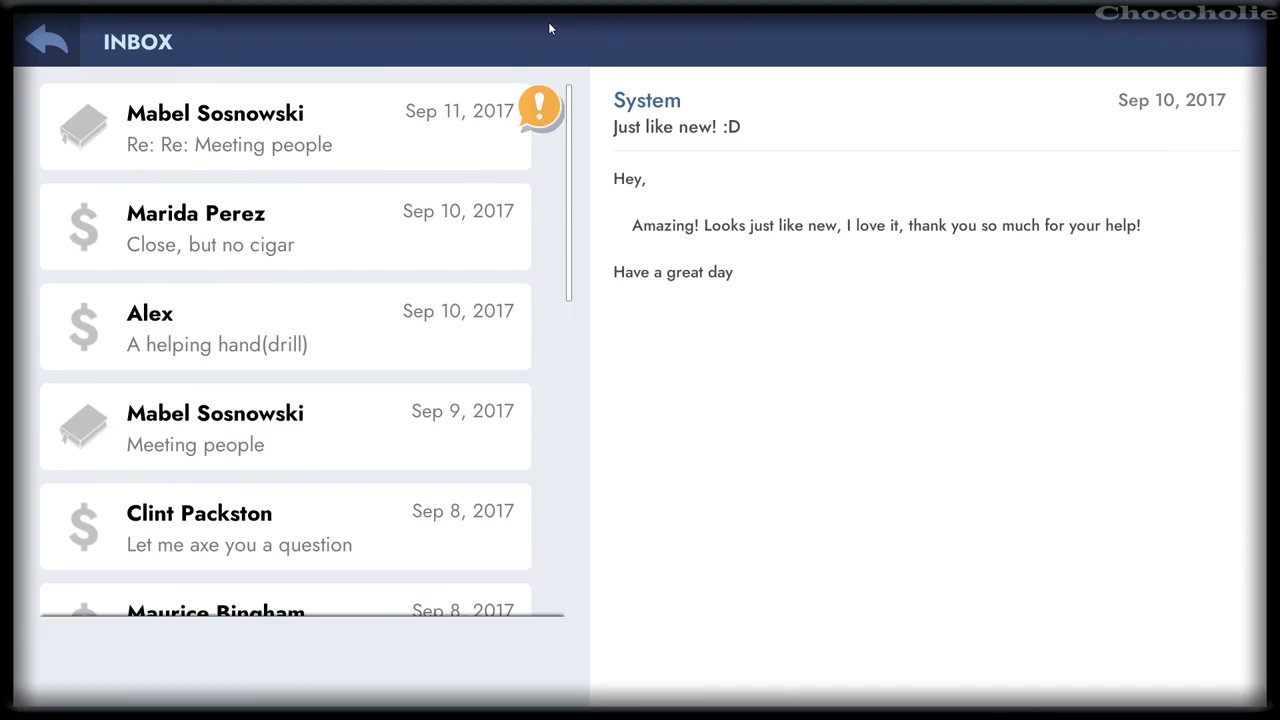 Chocoholie
INBOX
Mabel Sosnowski
Sep 11, 2017
Re: Re: Meeting people
Marida Perez
Sep 10, 2017
Close, but no cigar
Alex
Sep 10, 2017
A helping hand(drill)
Mabel Sosnowski
Sep 9, 2017
Meeting people
Clint Packston
Sep 8, 2017
Let me axe you a question
Maurice Bingham
Sep 8, 2017
System
Sep 10, 2017
Just like new! :D
Hey,
Amazing! Looks just like new, I love it, thank you so much for your help!
Have a great day